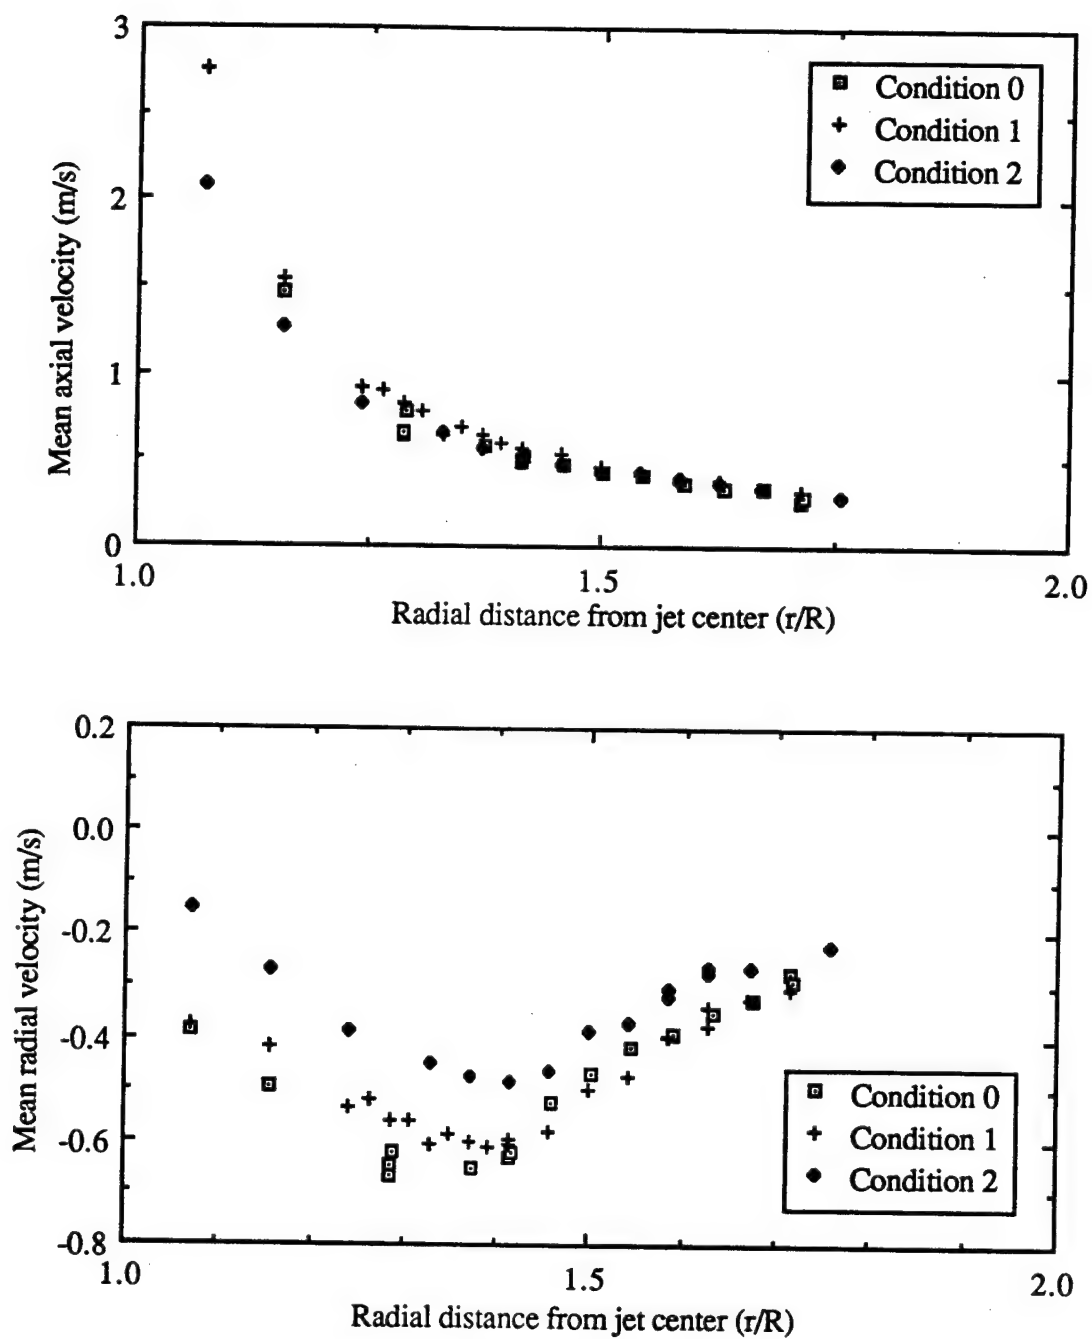 3
2
1
0
Mean axial velocity (m/s)
Condition 0
Condition 1
Condition 2
1.0
1.5
2.0
Radial distance from jet center (r/R)
0.2
0.0
-0.2
-0.4
-0.6
-0.8
Mean radial velocity (m/s)
Condition 0
Condition 1
Condition 2
1.0
1.5
2.0
Radial distance from jet center (r/R)